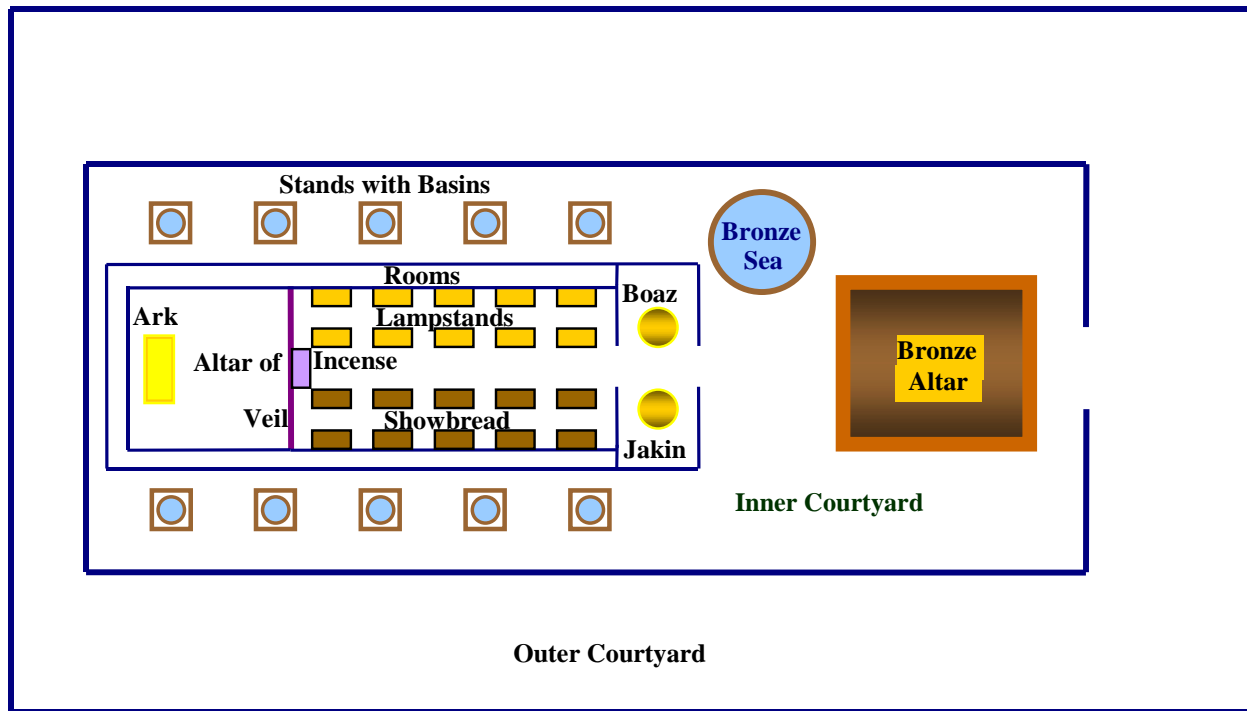 Stands with Basins
Bronze
Sea
Rooms
Boaz
Ark
Lampstands
Altar of Incense
Bronze
Altar
Veil
Showbread
Jakin
Inner Courtyard
Outer Courtyard